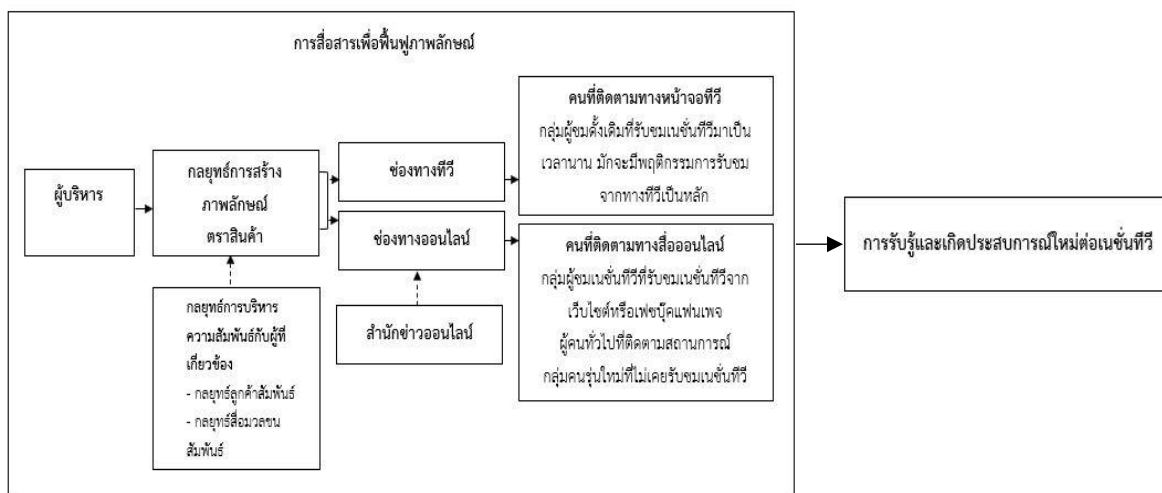 การสื่อสารเพื่อฟื้นฟูภาพลักษณ์
ผู้บริหาร
กลยุทธ์การสร้าง
ภาพลักษณ์
ตราสินค้า
กลยุทธ์การบริหาร
ความสัมพันธ์กับผู้ที่
เกี่ยวข้อง
- กลยุทธ์ลูกค้าสัมพันธ์
- กลยุทธ์สื่อมวลชน
สัมพันธ์
ช่องทางทีวี
ช่องทางออนไลน์
สำนักข่าวออนไลน์
คนที่ติดตามทางหน้าจอทีวี
กลุ่มผู้ชมดั้งเดิมที่รับชมเนชั่นทีวีมาเป็น
เวลานาน มักจะมีพฤติกรรมการรับชม
จากทางทีวีเป็นหลัก
คนที่ติดตามทางสื่อออนไลน์
กลุ่มผู้ชมเนชั่นทีวีที่รับชมเนชั่นทีวีจาก
เว็บไซต์หรือเฟซบุ๊คแฟนเพจ
ผู้คนทั่วไปที่ติดตามสถานการณ์
กลุ่มคนรุ่นใหม่ที่ไม่เคยรับชมเนชั่นทีวี
การรับรู้และเกิดประสบการณ์ใหม่ต่อเนชั่นทีวี